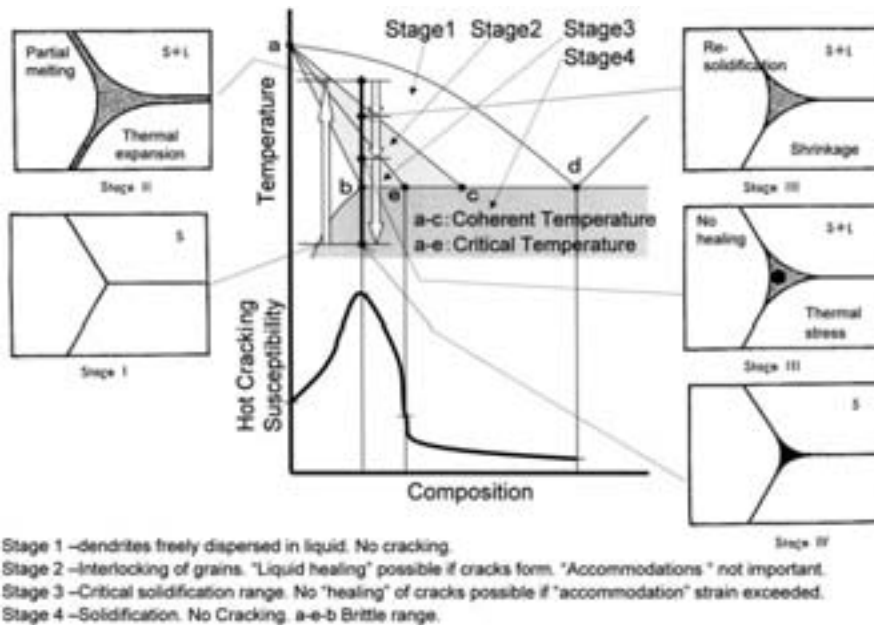 Partial
melting
S+L
Thermal
expansion
Stage II
S
Stage I
a
Stage1
Stage2
Stage3
Stage4
Temperature
b
e
c
d
a-c:Coherent Temperature
a-e:Critical Temperature
Hot Cracking
Susceptibility
Composition
Re-
solidification
S+L
Shrinkage
Stage III
No
healing
S+L
Thermal
stress
Stage III
S
Stage IV
Stage 1 –dendrites freely dispersed in liquid. No cracking.
Stage 2 –Interlocking of grains. "Liquid healing" possible if cracks form. "Accommodations " not important.
Stage 3 –Critical solidification range. No "healing" of cracks possible if "accommodation" strain exceeded.
Stage 4 –Solidification. No Cracking. a-e-b Brittle range.